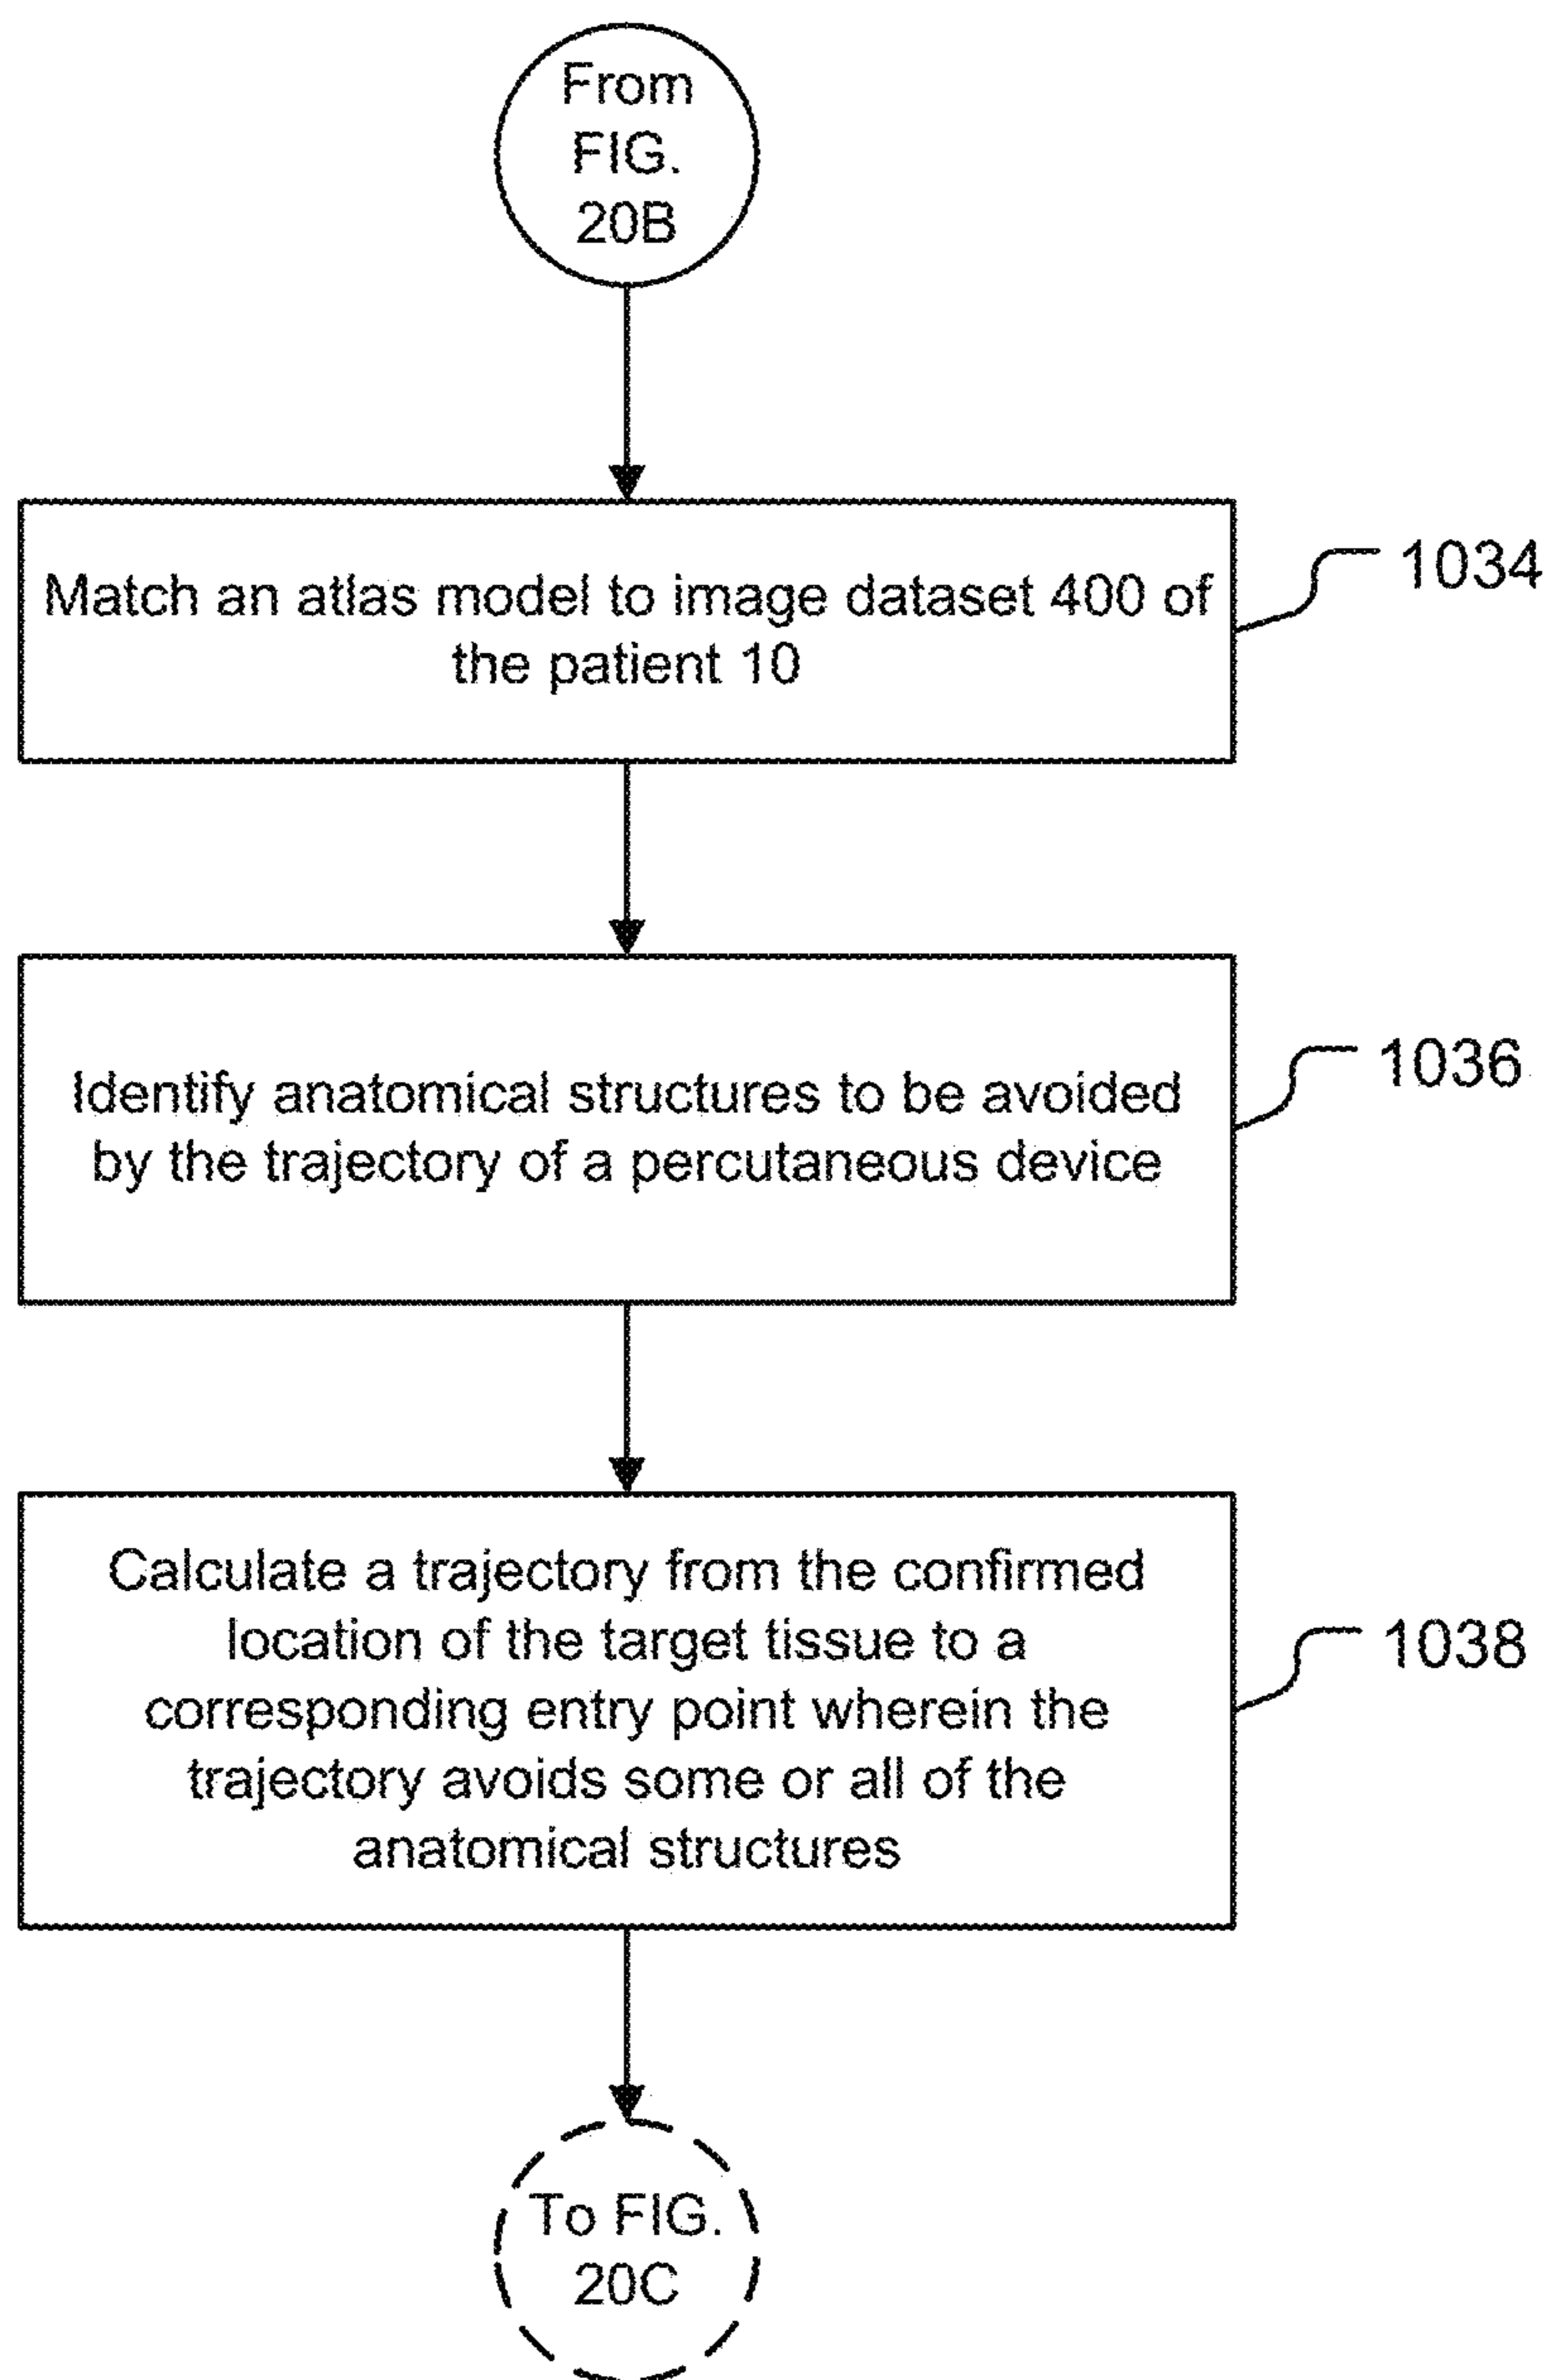 From
FIG.
20B
Match an atlas model to image dataset 400 of
the patient 10
1034
Identify anatomical structures to be avoided
by the trajectory of a percutaneous device
1036
Calculate a trajectory from the confirmed
location of the target tissue to a
corresponding entry point wherein the
trajectory avoids some or all of the
anatomical structures
1038
To FIG.
20C